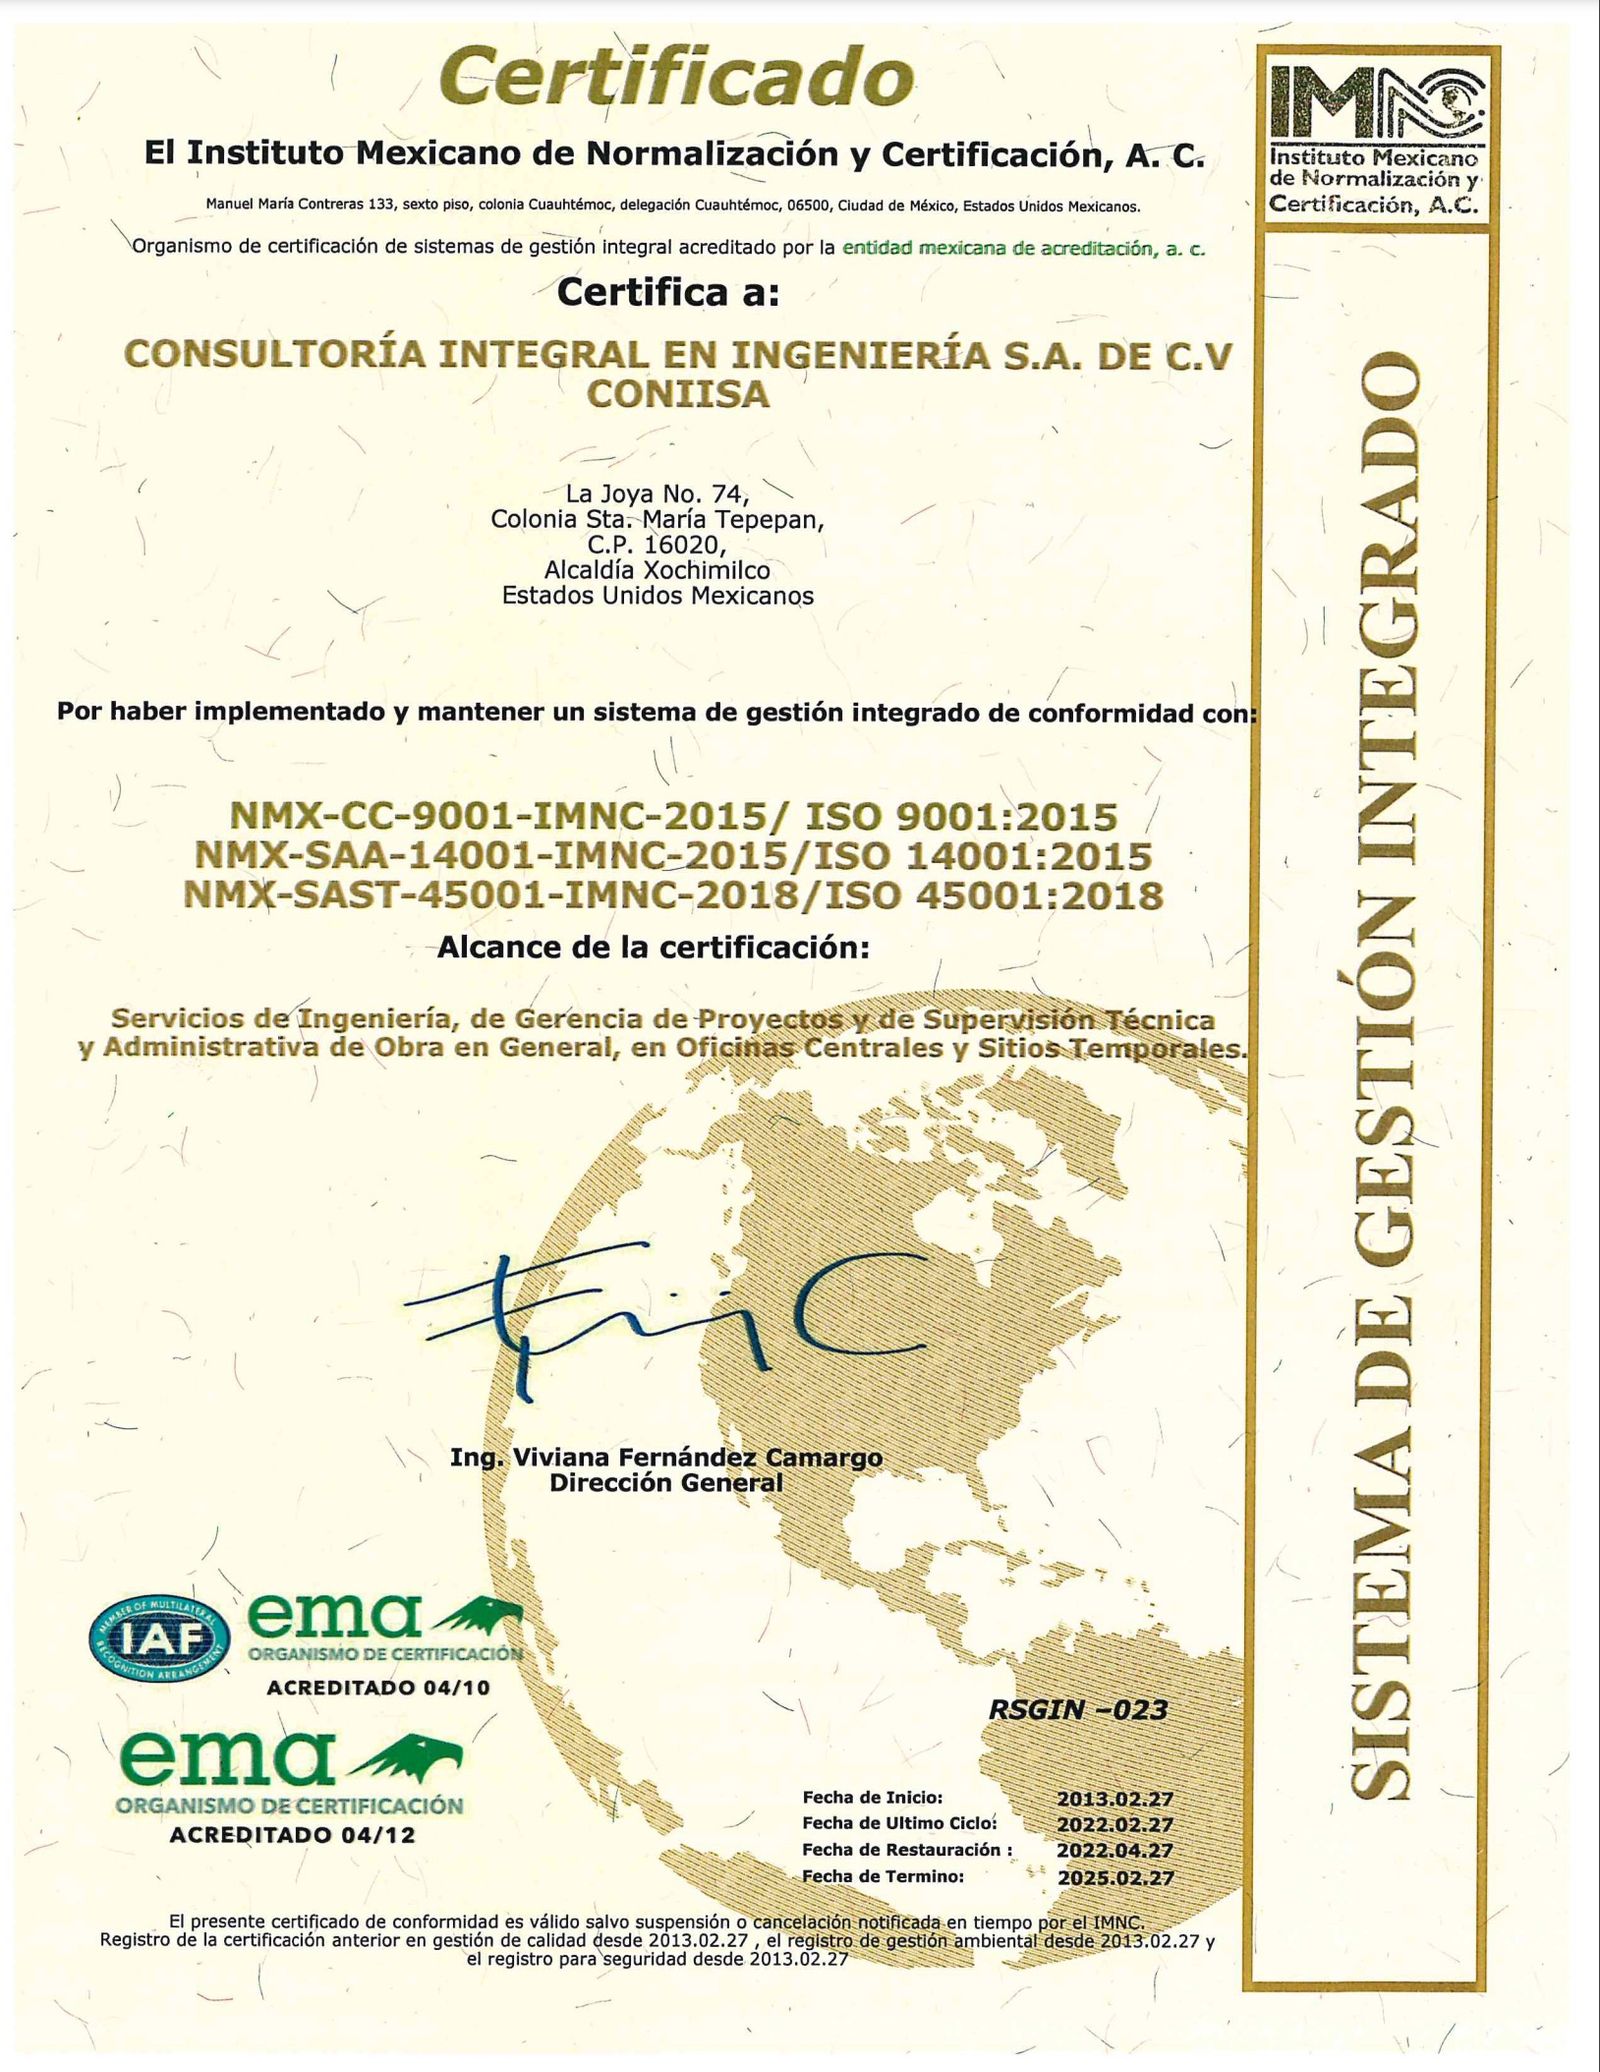 Certificado
El Instituto Mexicano de Normalización y Certificación, A. C.
Manuel María Contreras 133, sexto piso, colonia Cuauhtémoc, delegación Cuauhtémoc, 06500, Ciudad de México, Estados Unidos Mexicanos.
Organismo de certificación de sistemas de gestión integral acreditado por la entidad mexicana de acreditación, a. c.
Certifica a:
CONSULTORÍA INTEGRAL EN INGENIERÍA S.A. DE C.V
CONIISA
La Joya No. 74,
Colonia Sta. María Tepepan,
C.P. 16020,
Alcaldía Xochimilco
Estados Unidos Mexicanos
Por haber implementado y mantener un sistema de gestión integrado de conformidad con:
NMX-CC-9001-IMNC-2015/ ISO 9001:2015
NMX-SAA-14001-IMNC-2015/ISO 14001:2015
NMX-SAST-45001-IMNC-2018/ISO 45001:2018
Alcance de la certificación:
Servicios de Ingeniería, de Gerencia de Proyectos y de Supervisión Técnica
y Administrativa de Obra en General, en Oficinas Centrales y Sitios Temporales.
Ing. Viviana Fernández Camargo
Dirección General
MEMBER OF MULTILATERAL
IAF
RECOGNITION ARRANGEMENT
ema
ORGANISMO DE CERTIFICACIÓN
ACREDITADO 04/10
ema
ORGANISMO DE CERTIFICACIÓN
ACREDITADO 04/12
RSGIN –023
Fecha de Inicio: 2013.02.27
Fecha de Ultimo Ciclo: 2022.02.27
Fecha de Restauración : 2022.04.27
Fecha de Termino: 2025.02.27
El presente certificado de conformidad es válido salvo suspensión o cancelación notificada en tiempo por el IMNC.
Registro de la certificación anterior en gestión de calidad desde 2013.02.27 , el registro de gestión ambiental desde 2013.02.27 y
el registro para seguridad desde 2013.02.27
IMNC
Instituto Mexicano
de Normalización y
Certificación, A.C.
SISTEMA DE GESTIÓN INTEGRADO